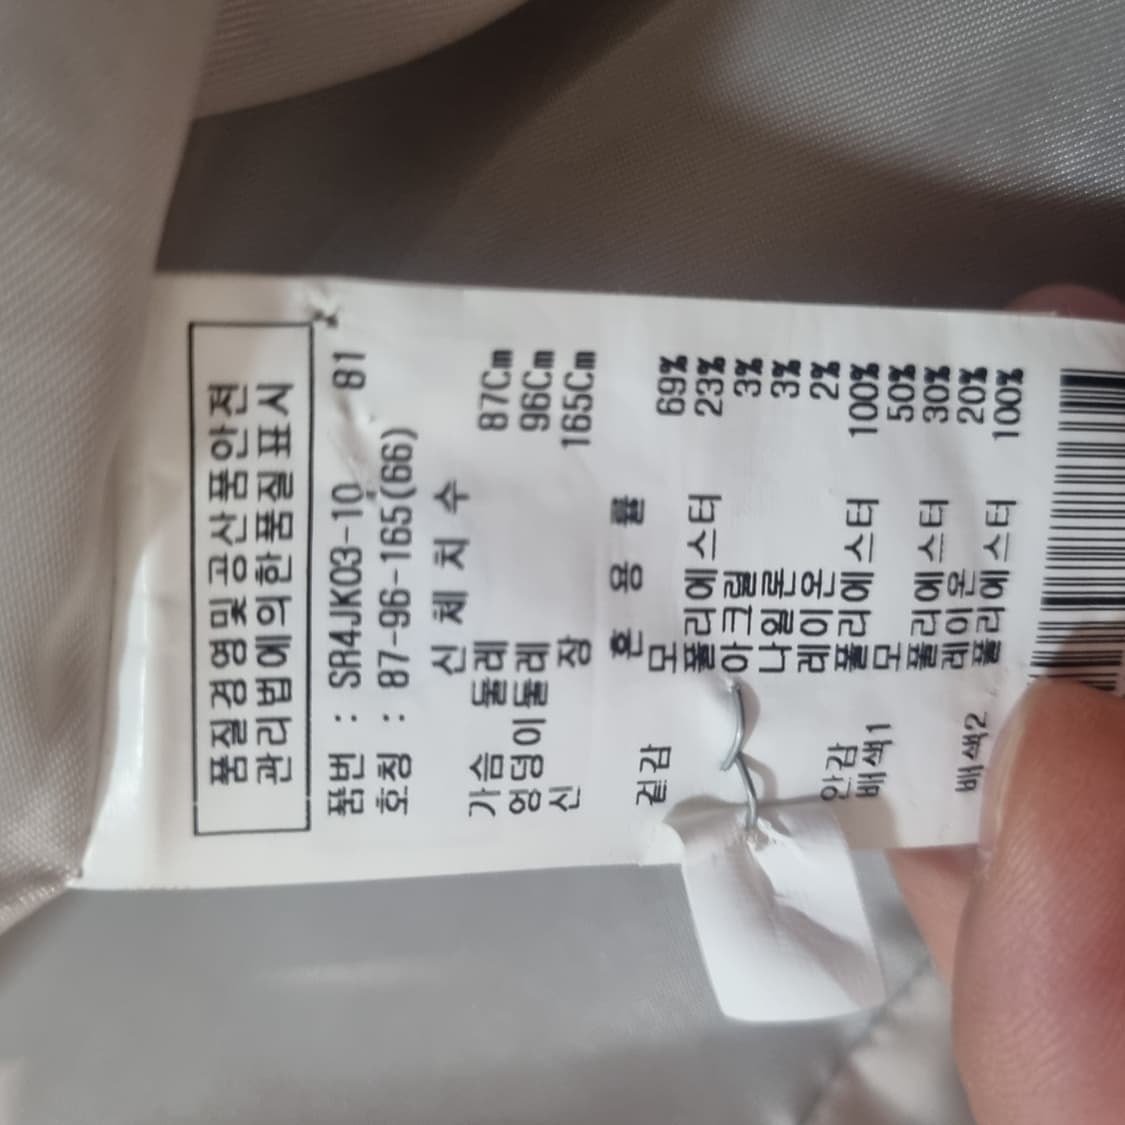 품질경영및공산품안전
관리법에의한품질표시
품번 : SR4JK03-10 81
호칭 : 87-96-165(66)
신 체 치 수
가슴둘레 87Cm
엉덩이둘레 96Cm
신 장 165Cm
혼 용 률
겉감 모 69%
폴리에스터 23%
아크릴 3%
나일론 3%
레이온 2%
안감 폴리에스터 100%
배색1 모 50%
폴리에스터 30%
레이온 20%
배색2 폴리에스터 100%